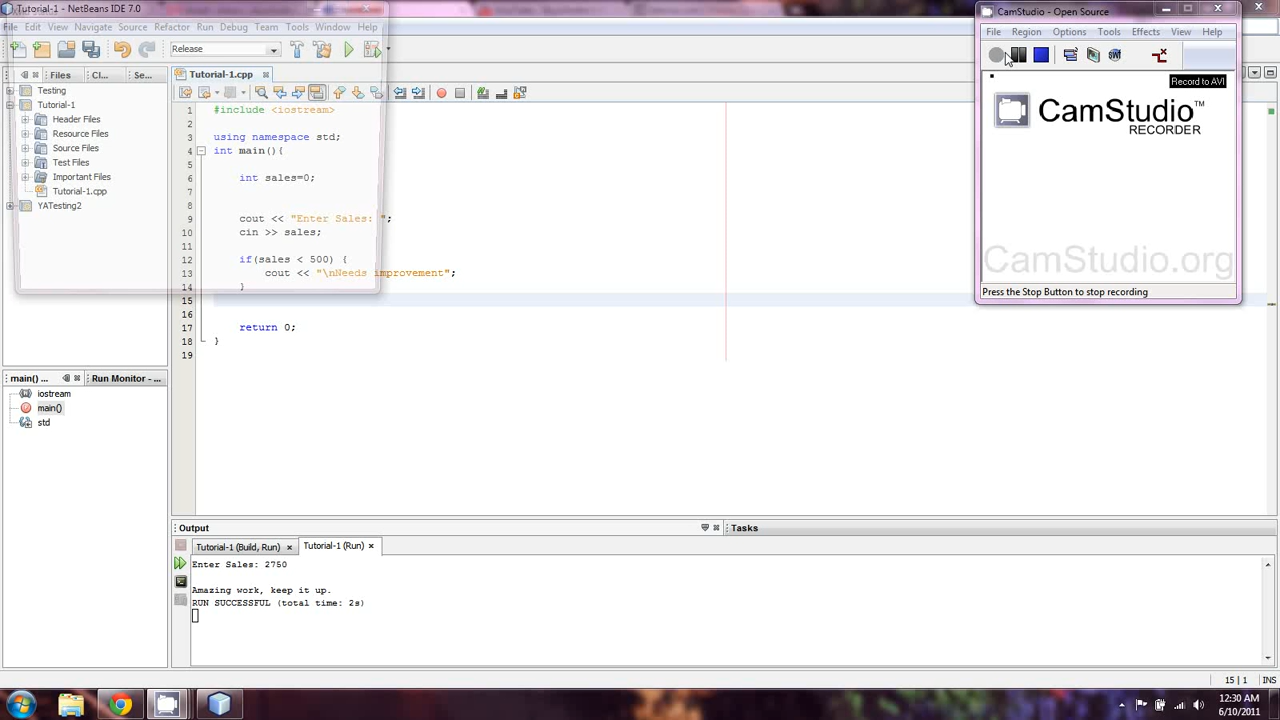 Tutorial-1 - NetBeans IDE 7.0
File Edit View Navigate Source Refactor Run Debug Team Tools Window Help
Release
Files Cl... Se...
Testing
Tutorial-1
Header Files
Resource Files
Source Files
Test Files
Important Files
Tutorial-1.cpp
YATesting2
Tutorial-1.cpp
1 #include <iostream>
2
3 using namespace std;
4 int main(){
5
6 int sales=0;
7
8
9 cout << "Enter Sales: ";
10 cin >> sales;
11
12 if(sales < 500) {
13 cout << "\nNeeds improvement";
14 }
15
16
17 return 0;
18 }
19
CamStudio - Open Source
File Region Options Tools Effects View Help
Record to AVI
CamStudio™
RECORDER
CamStudio.org
Press the Stop Button to stop recording
main() ... Run Monitor - ...
iostream
main()
std
Output
Tasks
Tutorial-1 (Build, Run) Tutorial-1 (Run)
Enter Sales: 2750
Amazing work, keep it up.
RUN SUCCESSFUL (total time: 2s)
15 | 1 INS
12:30 AM
6/10/2011